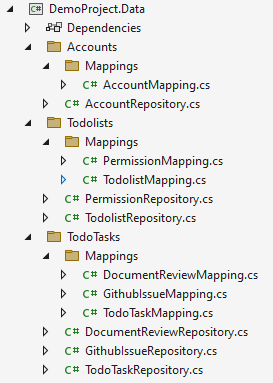 C# DemoProject.Data
Dependencies
Accounts
Mappings
C# AccountMapping.cs
C# AccountRepository.cs
Todolists
Mappings
C# PermissionMapping.cs
C# TodolistMapping.cs
C# PermissionRepository.cs
C# TodolistRepository.cs
TodoTasks
Mappings
C# DocumentReviewMapping.cs
C# GithubIssueMapping.cs
C# TodoTaskMapping.cs
C# DocumentReviewRepository.cs
C# GithubIssueRepository.cs
C# TodoTaskRepository.cs